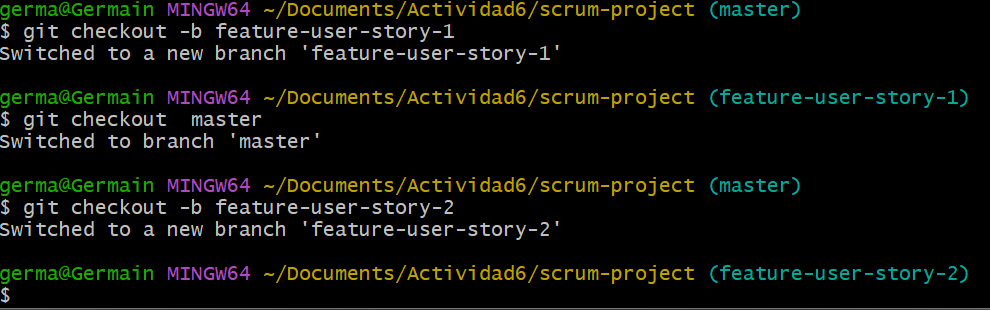 germa@Germain MINGW64 ~/Documents/Actividad6/scrum-project (master)
$ git checkout -b feature-user-story-1
Switched to a new branch 'feature-user-story-1'
germa@Germain MINGW64 ~/Documents/Actividad6/scrum-project (feature-user-story-1)
$ git checkout  master
Switched to branch 'master'
germa@Germain MINGW64 ~/Documents/Actividad6/scrum-project (master)
$ git checkout -b feature-user-story-2
Switched to a new branch 'feature-user-story-2'
germa@Germain MINGW64 ~/Documents/Actividad6/scrum-project (feature-user-story-2)
$